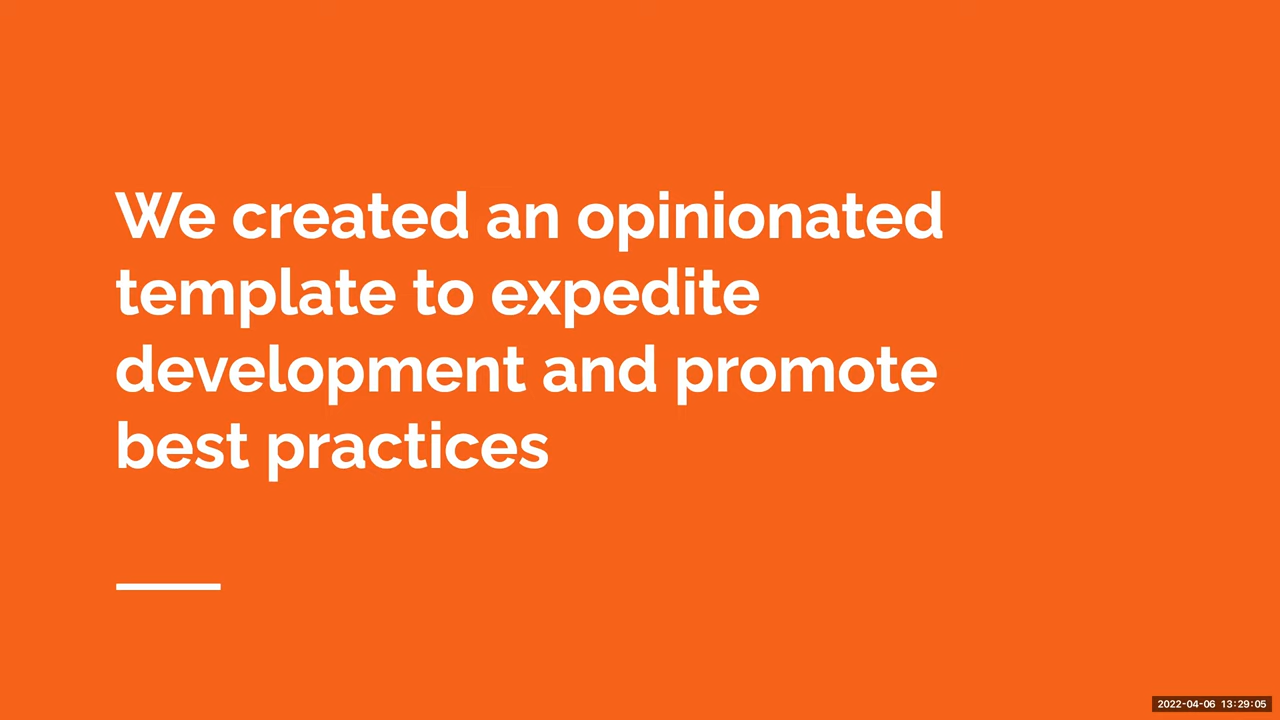 We created an opinionated
template to expedite
development and promote
best practices
2022-04-06 13:29:05